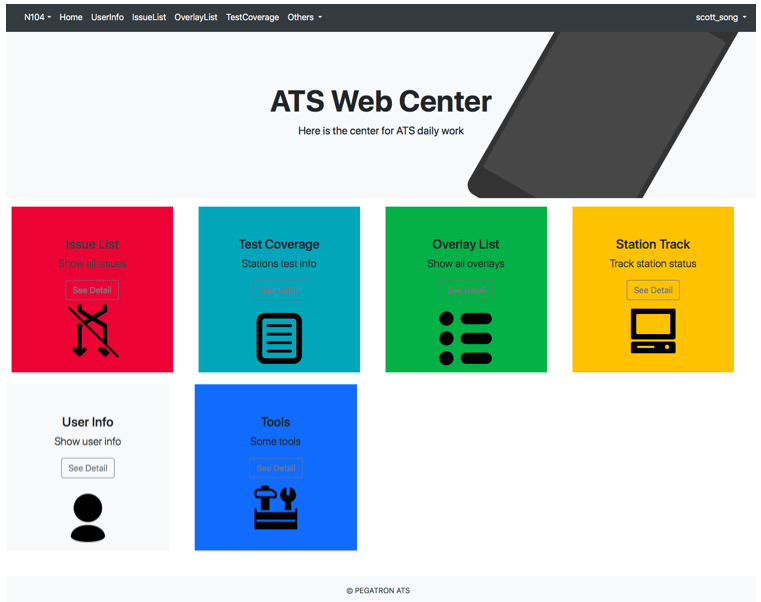 N104 Home UserInfo IssueList OverlayList TestCoverage Others scott_song
ATS Web Center
Here is the center for ATS daily work
Issue List
Show all issues
See Detail
Test Coverage
Stations test info
See Detail
Overlay List
Show all overlays
See Detail
Station Track
Track station status
See Detail
User Info
Show user info
See Detail
Tools
Some tools
See Detail
© PEGATRON ATS